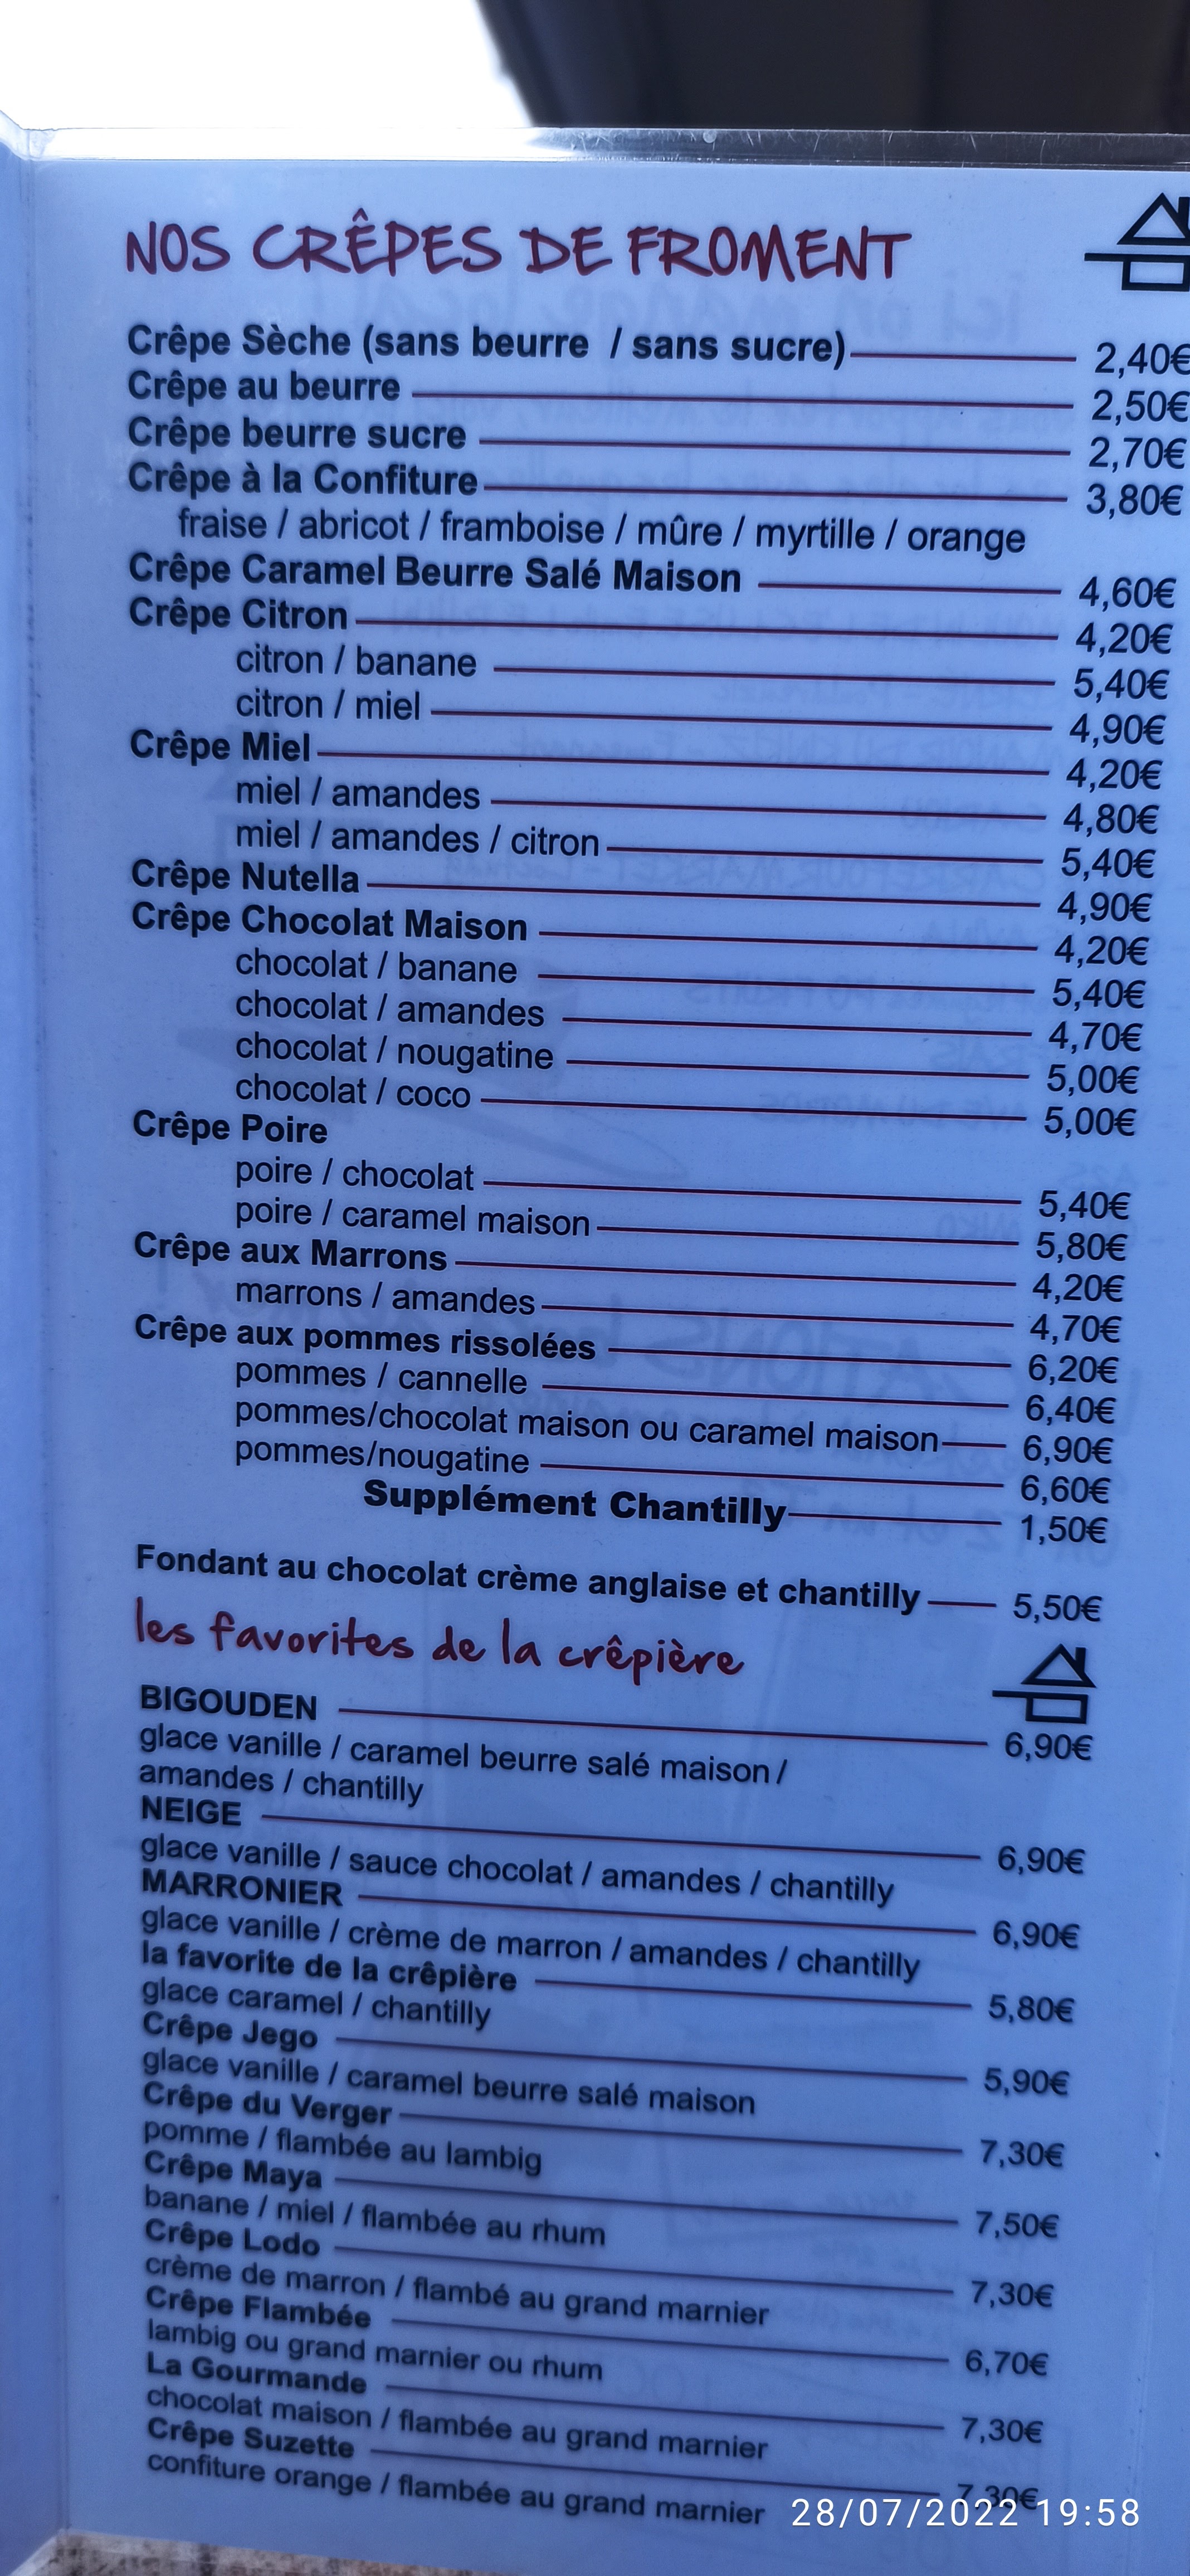 NOS CRÊPES DE FROMENT
Crêpe Sèche (sans beurre / sans sucre) 2,40€
Crêpe au beurre 2,50€
Crêpe beurre sucre 2,70€
Crêpe à la Confiture 3,80€
fraise / abricot / framboise / mûre / myrtille / orange
Crêpe Caramel Beurre Salé Maison 4,60€
Crêpe Citron 4,20€
citron / banane 5,40€
citron / miel 4,90€
Crêpe Miel 4,20€
miel / amandes 4,80€
miel / amandes / citron 5,40€
Crêpe Nutella 4,90€
Crêpe Chocolat Maison 4,20€
chocolat / banane 5,40€
chocolat / amandes 4,70€
chocolat / nougatine 5,00€
chocolat / coco 5,00€
Crêpe Poire
poire / chocolat 5,40€
poire / caramel maison 5,80€
Crêpe aux Marrons 4,20€
marrons / amandes 4,70€
Crêpe aux pommes rissolées 6,20€
pommes / cannelle 6,40€
pommes/chocolat maison ou caramel maison 6,90€
pommes/nougatine 6,60€
Supplément Chantilly 1,50€
Fondant au chocolat crème anglaise et chantilly 5,50€
les favorites de la crêpière
BIGOUDEN 6,90€
glace vanille / caramel beurre salé maison /
amandes / chantilly
NEIGE 6,90€
glace vanille / sauce chocolat / amandes / chantilly
MARRONIER 6,90€
glace vanille / crème de marron / amandes / chantilly
la favorite de la crêpière 5,80€
glace caramel / chantilly
Crêpe Jego 5,90€
glace vanille / caramel beurre salé maison
Crêpe du Verger 7,30€
pomme / flambée au lambig
Crêpe Maya 7,50€
banane / miel / flambée au rhum
Crêpe Lodo 7,30€
crème de marron / flambé au grand marnier
Crêpe Flambée 6,70€
lambig ou grand marnier ou rhum
La Gourmande 7,30€
chocolat maison / flambée au grand marnier
Crêpe Suzette 7,30€
confiture orange / flambée au grand marnier
28/07/2022 19:58